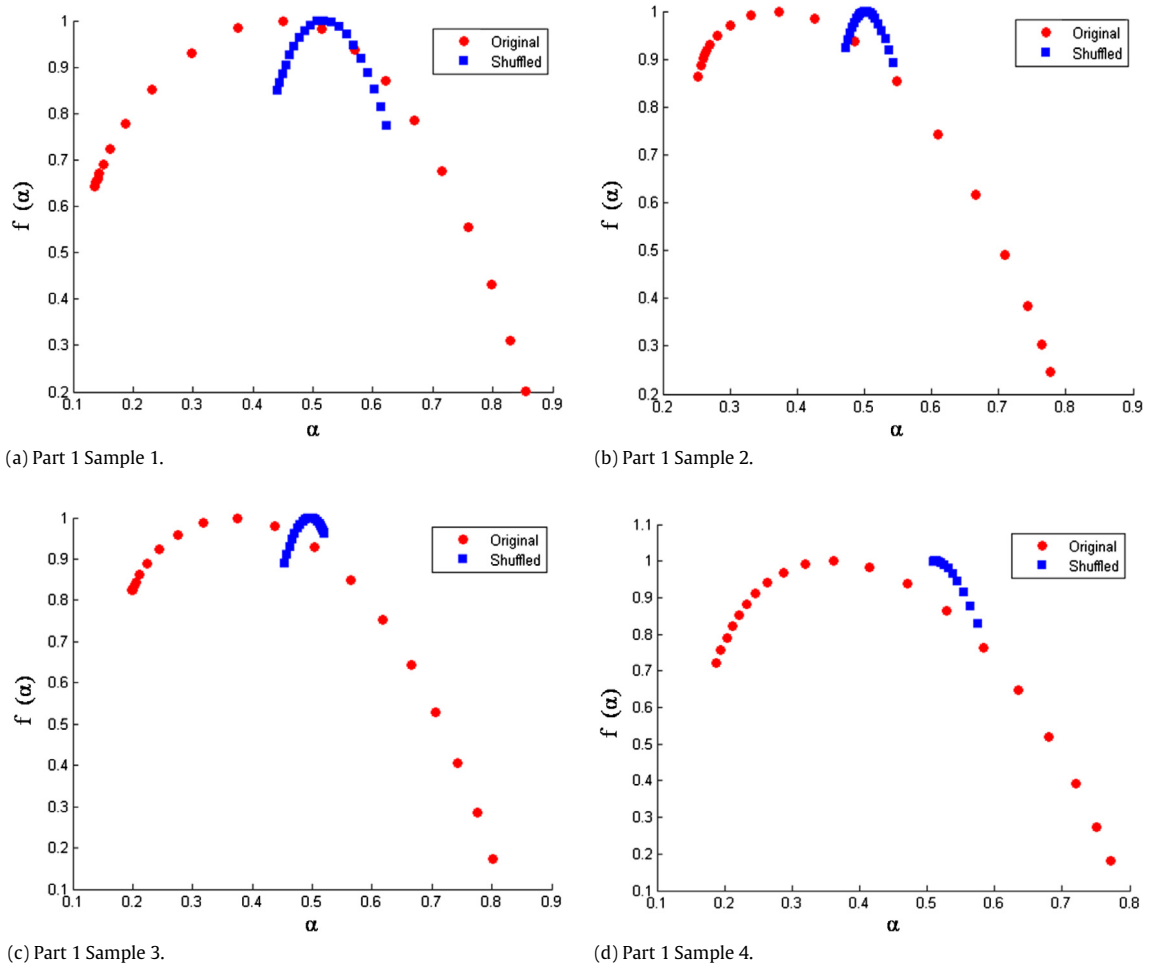 1
0.9
0.8
0.7
0.6
0.5
0.4
0.3
0.2
f (α)
Original
Shuffled
0.1 0.2 0.3 0.4 0.5 0.6 0.7 0.8 0.9
α
(a) Part 1 Sample 1.
1
0.9
0.8
0.7
0.6
0.5
0.4
0.3
0.2
f (α)
Original
Shuffled
0.2 0.3 0.4 0.5 0.6 0.7 0.8 0.9
α
(b) Part 1 Sample 2.
1
0.9
0.8
0.7
0.6
0.5
0.4
0.3
0.2
0.1
f (α)
Original
Shuffled
0.1 0.2 0.3 0.4 0.5 0.6 0.7 0.8 0.9
α
(c) Part 1 Sample 3.
1.1
1
0.9
0.8
0.7
0.6
0.5
0.4
0.3
0.2
0.1
f (α)
Original
Shuffled
0.1 0.2 0.3 0.4 0.5 0.6 0.7 0.8
α
(d) Part 1 Sample 4.